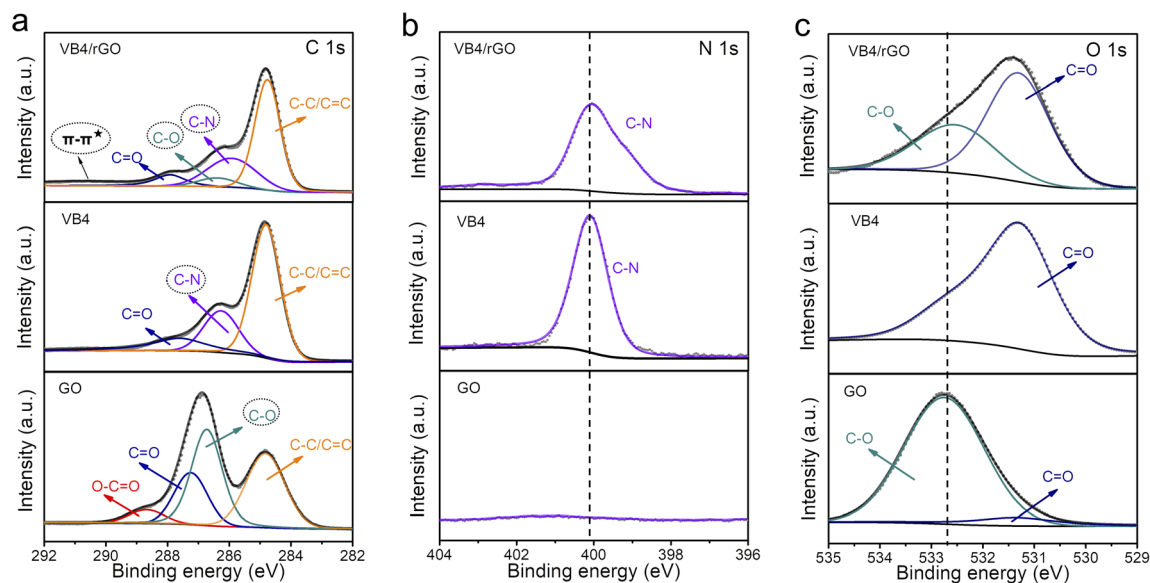 a
VB4/rGO
C 1s
C-C/C=C
C-N
C-O
π-π★
C=O
Intensity (a.u.)
VB4
C-N
C-C/C=C
C=O
Intensity (a.u.)
GO
C-O
C=O
C-C/C=C
O-C=O
Intensity (a.u.)
292 290 288 286 284 282
Binding energy (eV)
b
VB4/rGO
N 1s
C-N
Intensity (a.u.)
VB4
C-N
Intensity (a.u.)
GO
Intensity (a.u.)
404 402 400 398 396
Binding energy (eV)
c
VB4/rGO
O 1s
C=O
C-O
Intensity (a.u.)
VB4
C=O
Intensity (a.u.)
GO
C-O
C=O
Intensity (a.u.)
535 534 533 532 531 530 529
Binding energy (eV)